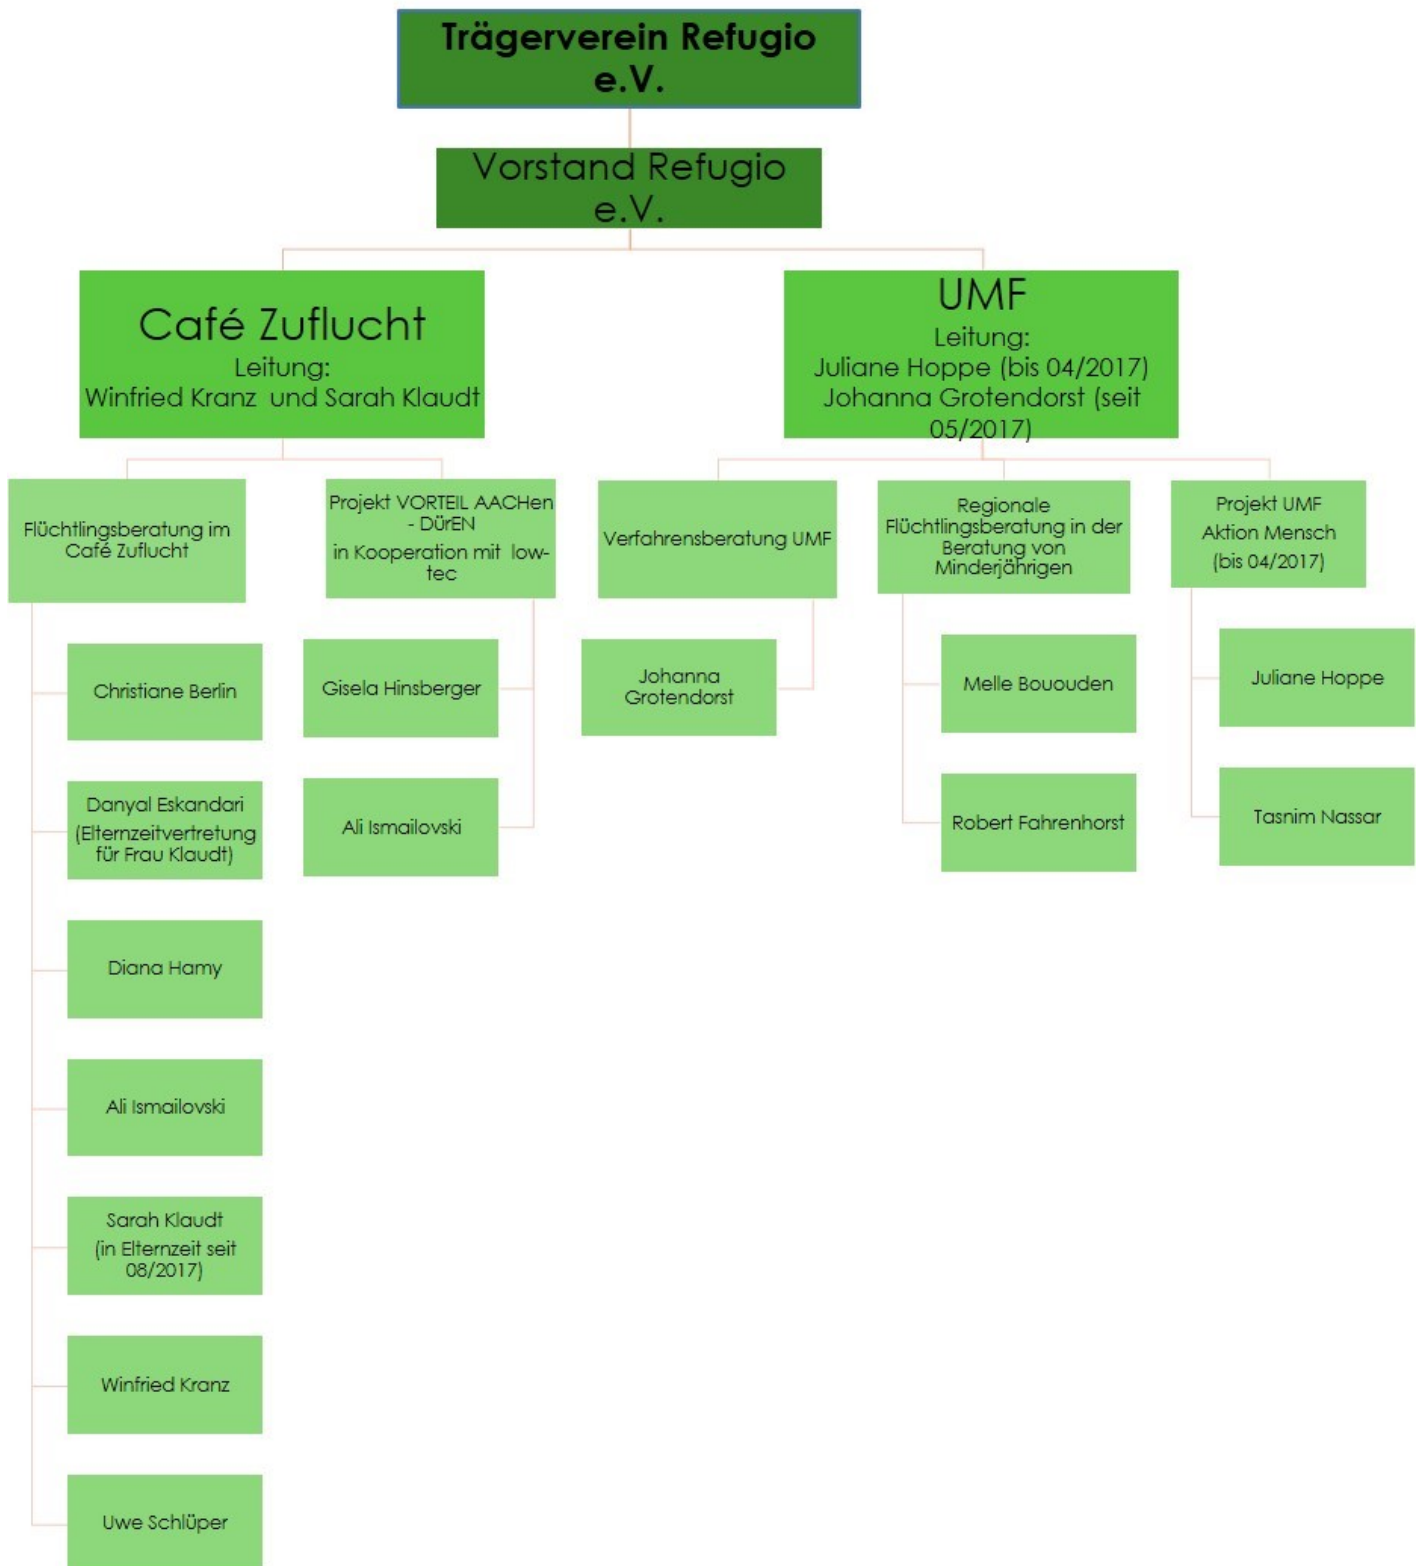 Trägerverein Refugio
e.V.
Vorstand Refugio
e.V.
Café Zuflucht
Leitung:
Winfried Kranz und Sarah Klaudt
UMF
Leitung:
Juliane Hoppe (bis 04/2017)
Johanna Grotendorst (seit
05/2017)
Flüchtlingsberatung im
Café Zuflucht
Projekt VORTEIL AACHen
- DürEN
in Kooperation mit low-
tec
Verfahrensberatung UMF
Regionale
Flüchtlingsberatung in der
Beratung von
Minderjährigen
Projekt UMF
Aktion Mensch
(bis 04/2017)
Christiane Berlin
Danyal Eskandari
(Elternzeitvertretung
für Frau Klaudt)
Diana Hamy
Ali Ismailovski
Sarah Klaudt
(in Elternzeit seit
08/2017)
Winfried Kranz
Uwe Schlüper
Gisela Hinsberger
Ali Ismailovski
Johanna
Grotendorst
Melle Bououden
Robert Fahrenhorst
Juliane Hoppe
Tasnim Nassar